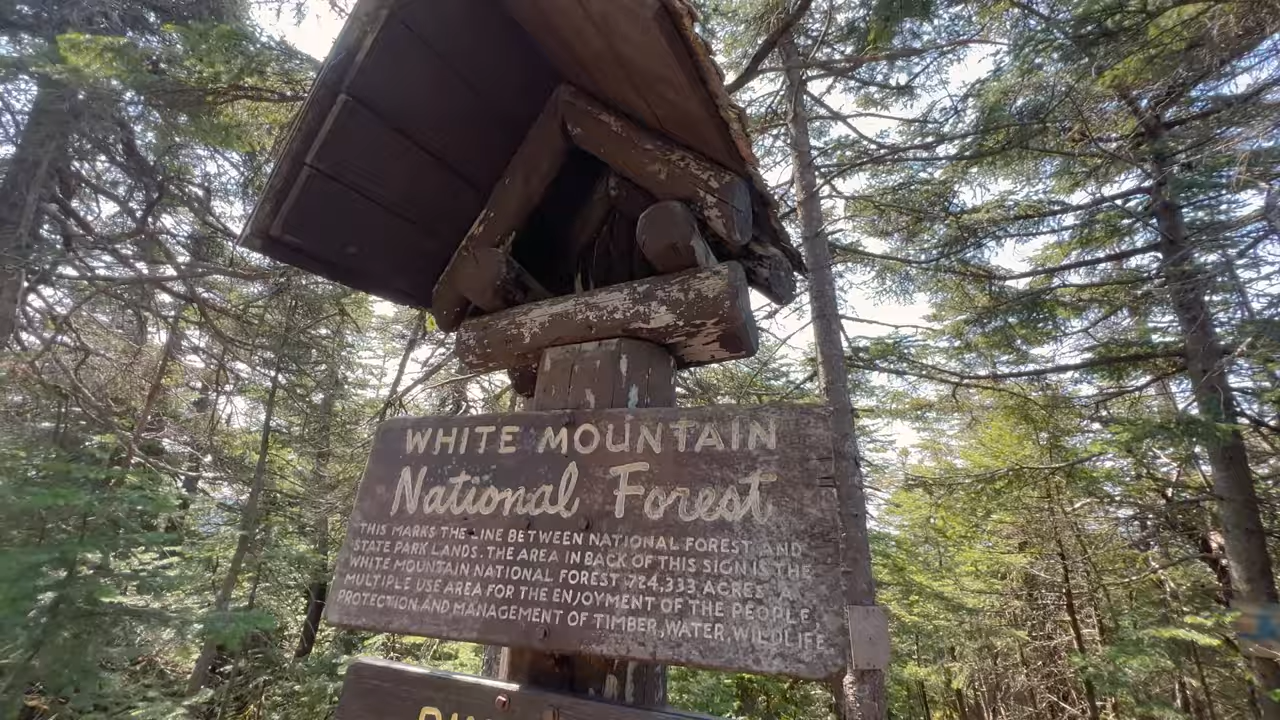 WHITE MOUNTAIN
National Forest
THIS MARKS THE LINE BETWEEN NATIONAL FOREST AND
STATE PARK LANDS. THE AREA IN BACK OF THIS SIGN IS THE
WHITE MOUNTAIN NATIONAL FOREST 724,333 ACRES
MULTIPLE USE AREA FOR THE ENJOYMENT OF THE PEOPLE
PROTECTION AND MANAGEMENT OF TIMBER, WATER, WILDLIFE